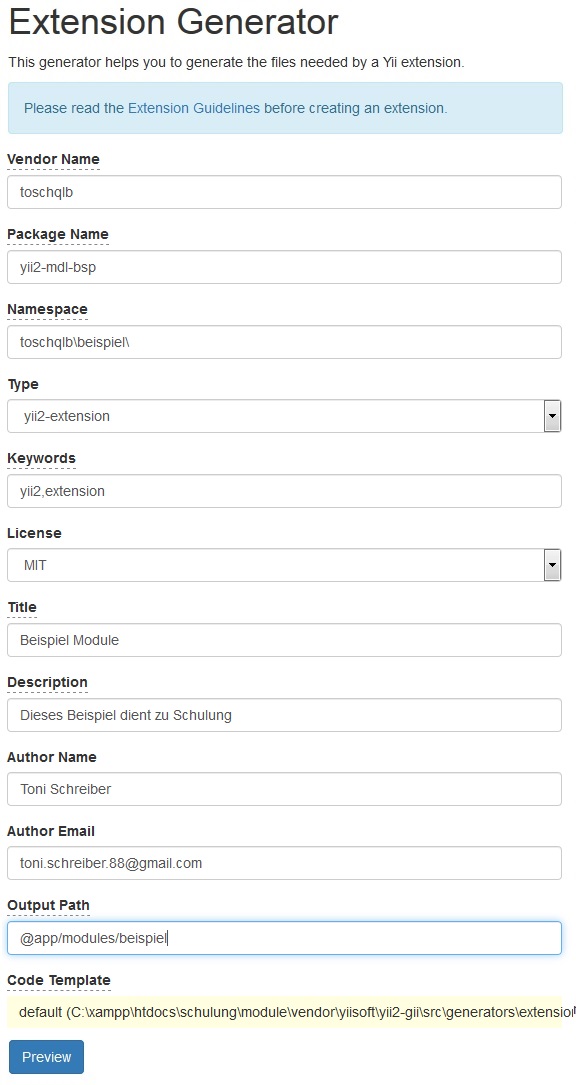 Extension Generator
This generator helps you to generate the files needed by a Yii extension.
Please read the Extension Guidelines before creating an extension.
Vendor Name
toschqlb
Package Name
yii2-mdl-bsp
Namespace
toschqlb\beispiel\
Type
yii2-extension
Keywords
yii2,extension
License
MIT
Title
Beispiel Module
Description
Dieses Beispiel dient zu Schulung
Author Name
Toni Schreiber
Author Email
toni.schreiber.88@gmail.com
Output Path
@app/modules/beispiel
Code Template
default (C:\xampp\htdocs\schulung\module\vendor\yiisoft\yii2-gii\src\generators\extension
Preview